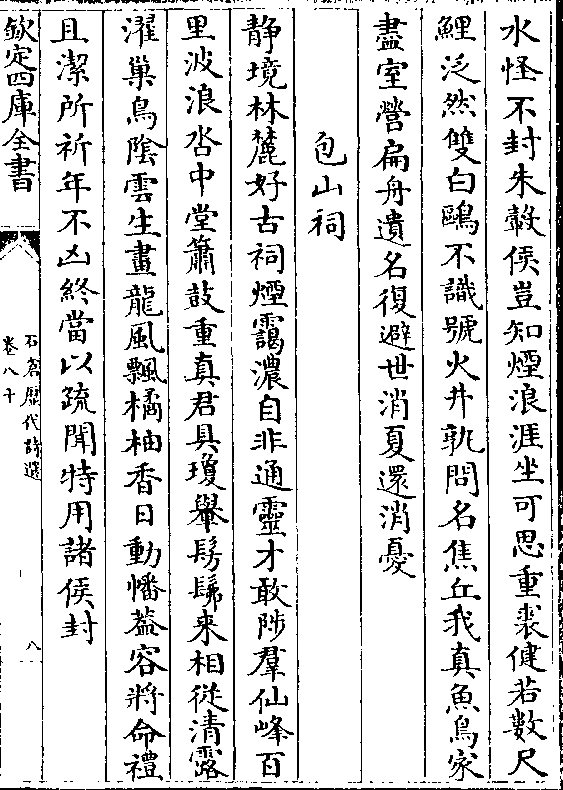 水怪不封朱轂侯豈知煙浪涯坐可思重裘健若數尺
鯉泛然雙白鷗不識號火井孰問名焦丘我真魚鳥家
盡室營扁舟遺名復避世消夏還消憂
包山祠
静境林麓好古祠煙靄濃自非通靈才敢陟羣仙峰百
里波浪沓中堂簫鼓重真君具瓊轝髣髴来相從清露
濯巢鳥陰雲生畫龍風飄橘柚香日動幡蓋容將命禮
且潔所祈年不凶終當以疏聞特用諸侯封
欽定四庫全書
石倉歷代詩選
卷八十
八